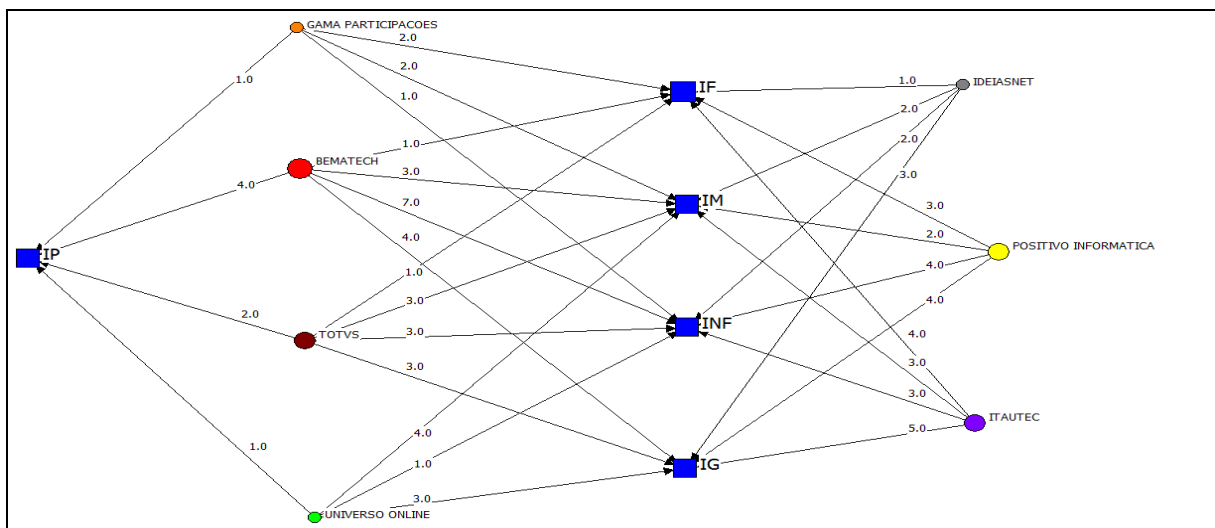 GAMA PARTICIPACOES
2.0
IF
1.0
IDEIASNET
1.0
2.0
1.0
2.0
BEMATECH
1.0
2.0
4.0
3.0
IM
3.0
7.0
3.0
IP
4.0
2.0
POSITIVO INFORMATICA
1.0
4.0
3.0
4.0
2.0
TOTVS
3.0
INF
4.0
3.0
3.0
3.0
ITAUTEC
1.0
4.0
5.0
1.0
IG
3.0
UNIVERSO ONLINE